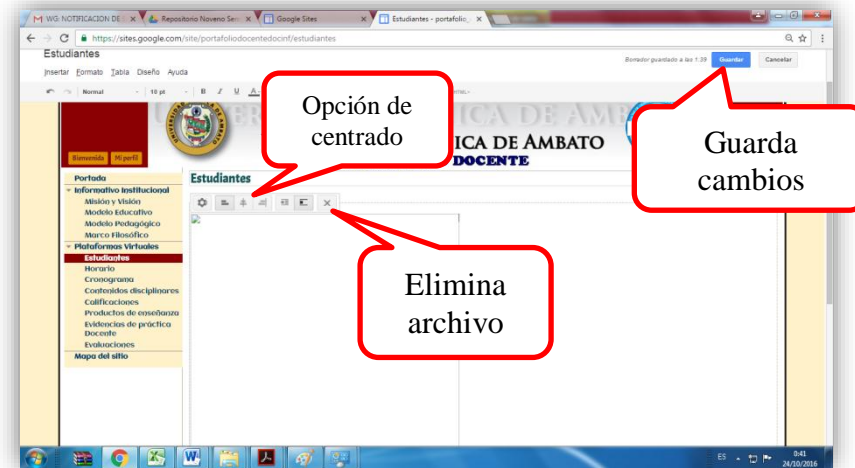 WG: NOTIFICACIÓN DE
Repositorio Noveno Sem
Google Sites
Estudiantes - portafolio_
https://sites.google.com/site/portafoliodocentedocinf/estudiantes
Estudiantes
Borrador guardado a las 1:39
Guardar
Cancelar
Insertar Formato Tabla Diseño Ayuda
Normal 10 pt B I U A
Opción de
centrado
Guarda
cambios
ICA DE AMBATO
DOCENTE
Bienvenida Mi perfil
Portada
Informativo Institucional
Misión y Visión
Modelo Educativo
Modelo Pedagógico
Marco Filosófico
Plataformas Virtuales
Estudiantes
Horario
Cronograma
Contenidos disciplinares
Calificaciones
Productos de enseñanza
Evidencias de práctica
Docente
Evaluaciones
Mapa del sitio
Estudiantes
Elimina
archivo
ES
0:41
24/10/2016